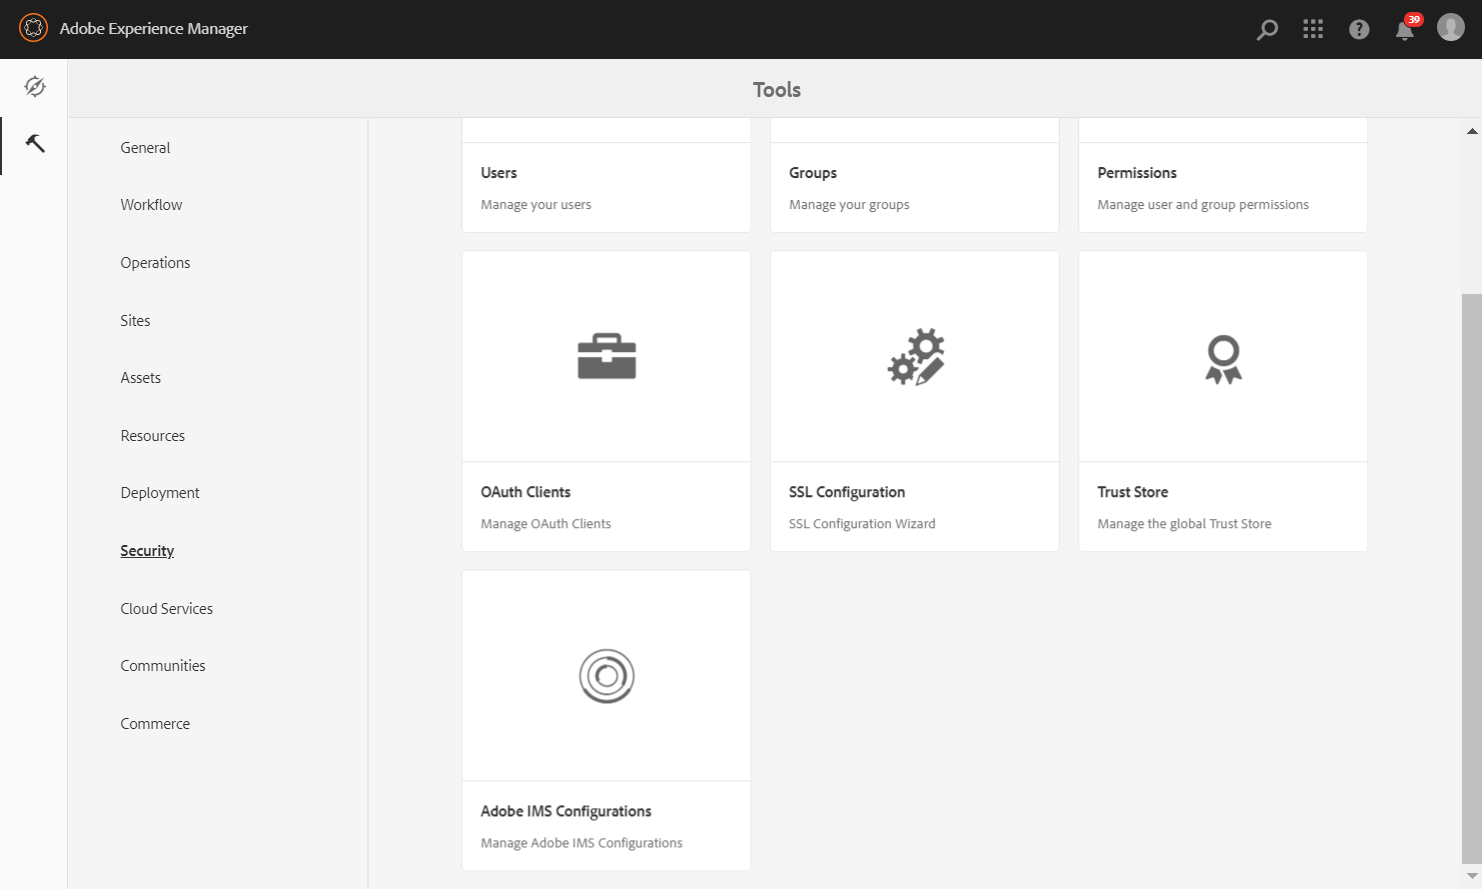 Adobe Experience Manager
39
Tools
General
Workflow
Operations
Sites
Assets
Resources
Deployment
Security
Cloud Services
Communities
Commerce
Users
Manage your users
Groups
Manage your groups
Permissions
Manage user and group permissions
OAuth Clients
Manage OAuth Clients
SSL Configuration
SSL Configuration Wizard
Trust Store
Manage the global Trust Store
Adobe IMS Configurations
Manage Adobe IMS Configurations